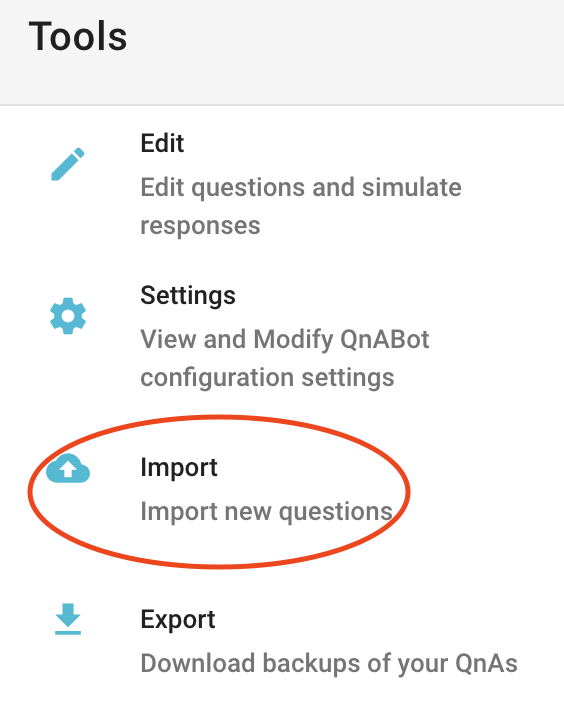 Tools
Edit
Edit questions and simulate
responses
Settings
View and Modify QnABot
configuration settings
Import
Import new questions
Export
Download backups of your QnAs